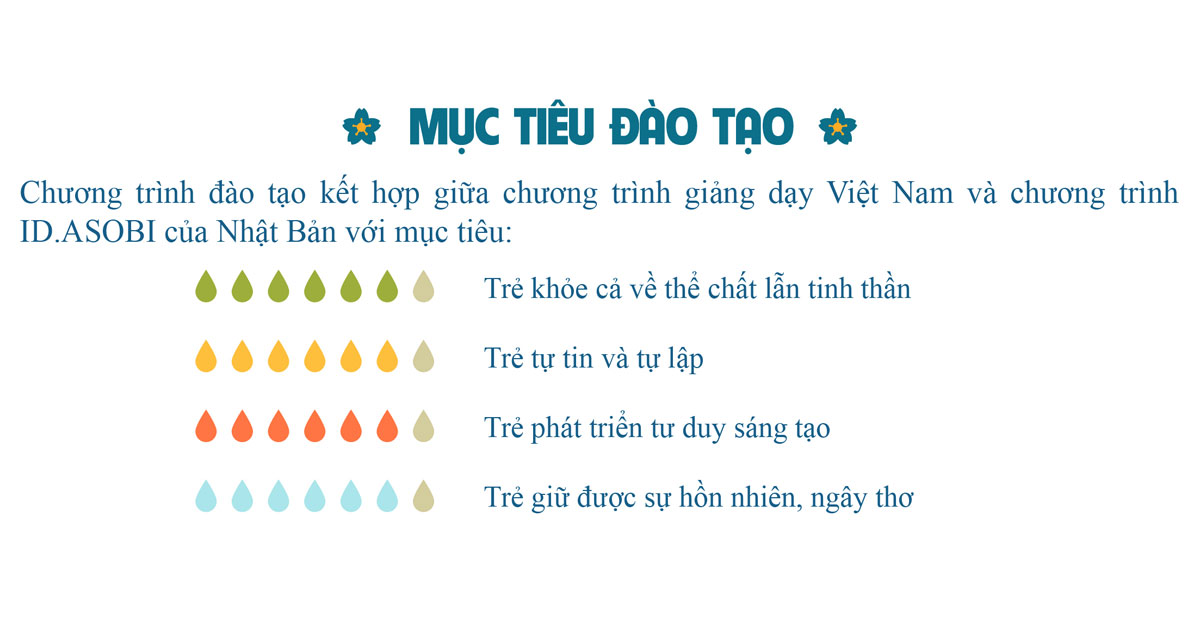 MỤC TIÊU ĐÀO TẠO
Chương trình đào tạo kết hợp giữa chương trình giảng dạy Việt Nam và chương trình
ID.ASOBI của Nhật Bản với mục tiêu:
Trẻ khỏe cả về thể chất lẫn tinh thần
Trẻ tự tin và tự lập
Trẻ phát triển tư duy sáng tạo
Trẻ giữ được sự hồn nhiên, ngây thơ